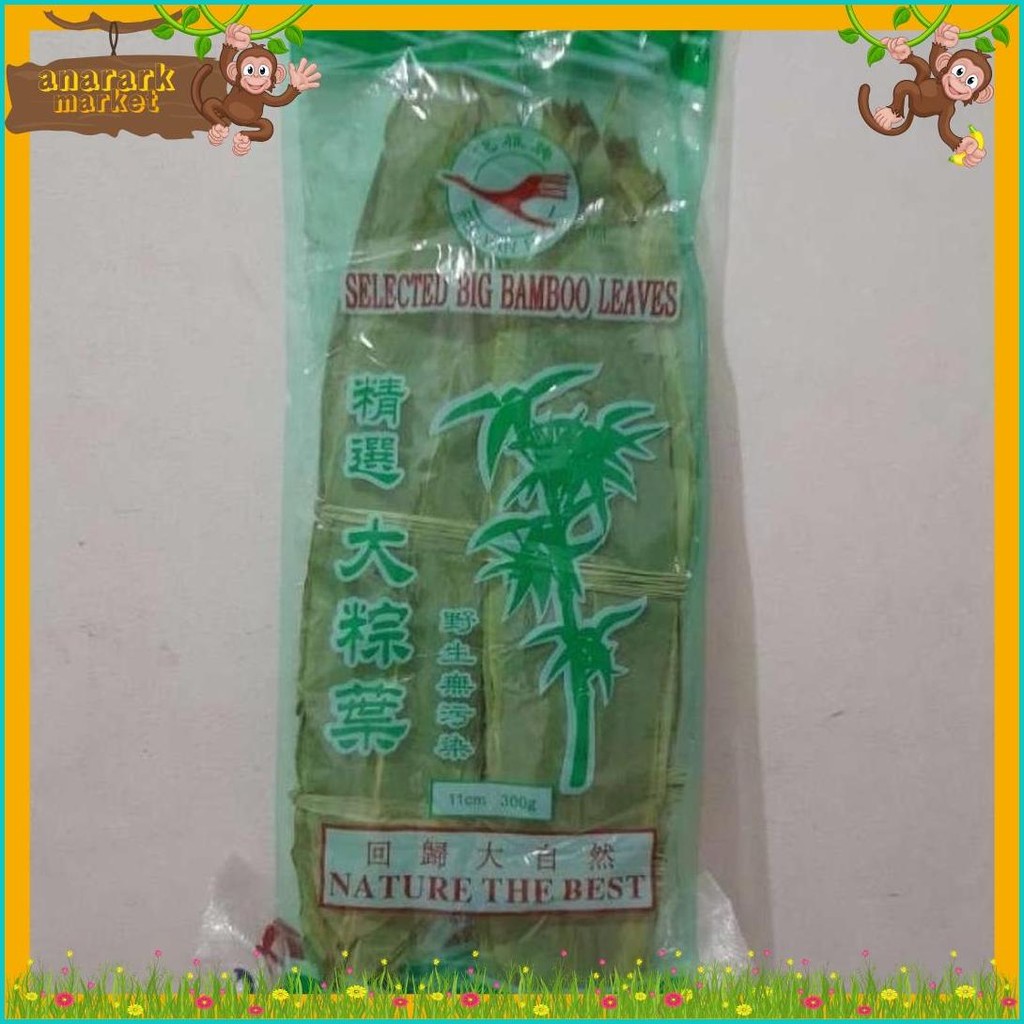 anarark
market
SELECTED BIG BAMBOO LEAVES
精選
大粽葉
野生無污染
11cm 300g
回歸大自然
NATURE THE BEST